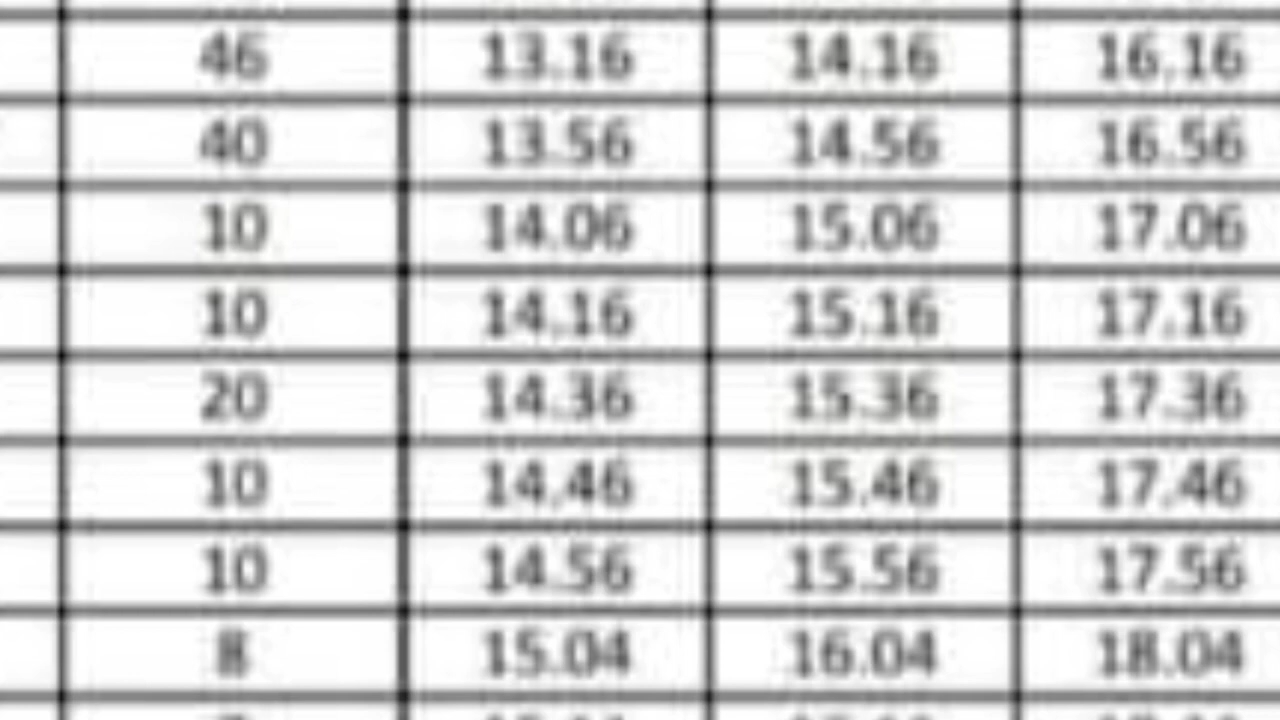 46 13.16 14.16 16.16
40 13.56 14.56 16.56
10 14.06 15.06 17.06
10 14.16 15.16 17.16
20 14.36 15.36 17.36
10 14.46 15.46 17.46
10 14.56 15.56 17.56
8 15.04 16.04 18.04